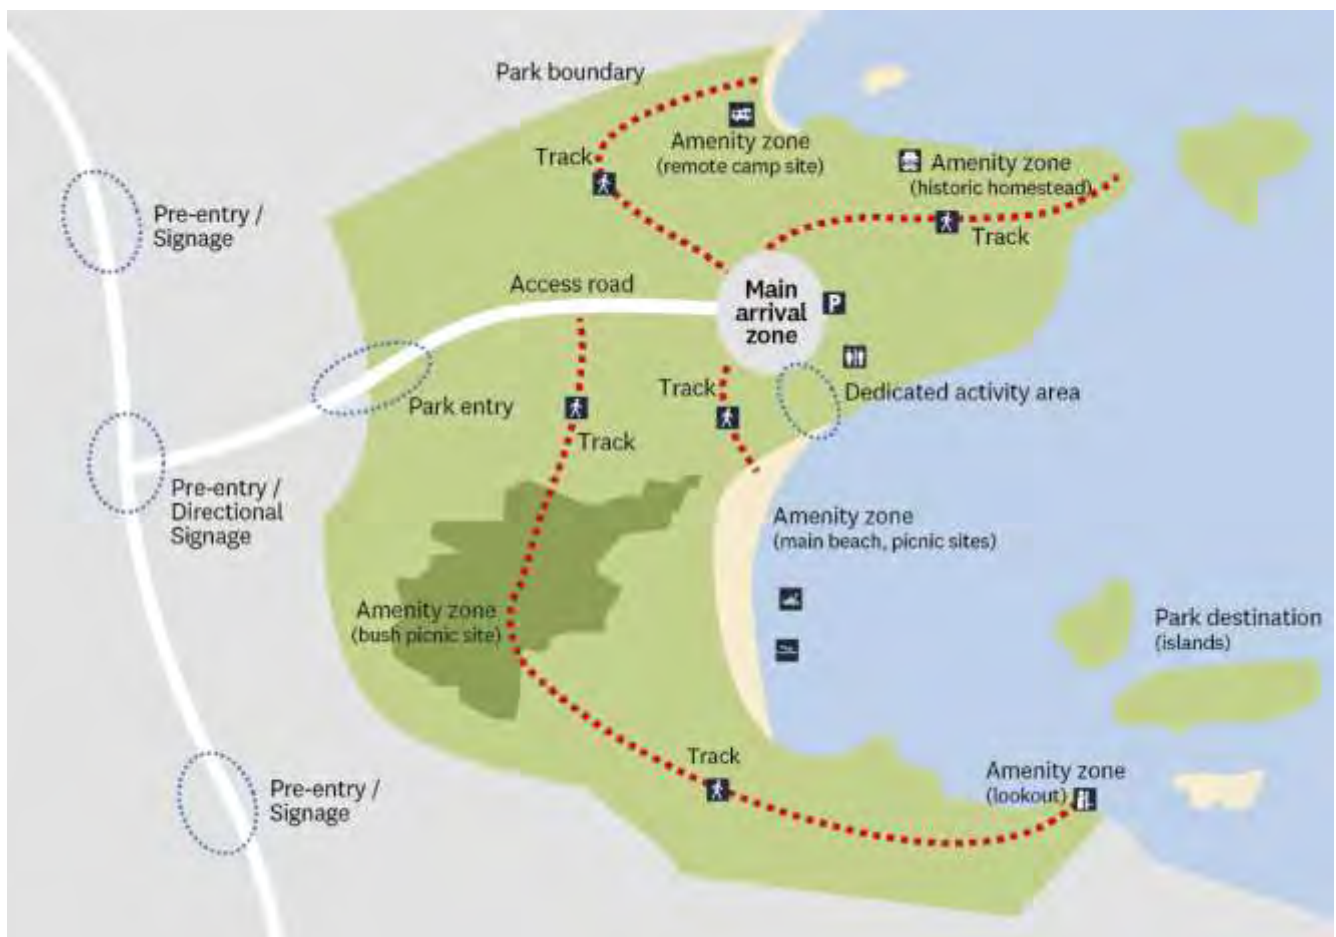 Park boundary
Track
Amenity zone
(remote camp site)
Amenity zone
(historic homestead)
Track
Pre-entry /
Signage
Access road
Main
arrival
zone
P
Track
Dedicated activity area
Park entry
Track
Pre-entry /
Directional
Signage
Amenity zone
(main beach, picnic sites)
Amenity zone
(bush picnic site)
Park destination
(islands)
Track
Amenity zone
(lookout)
Pre-entry /
Signage